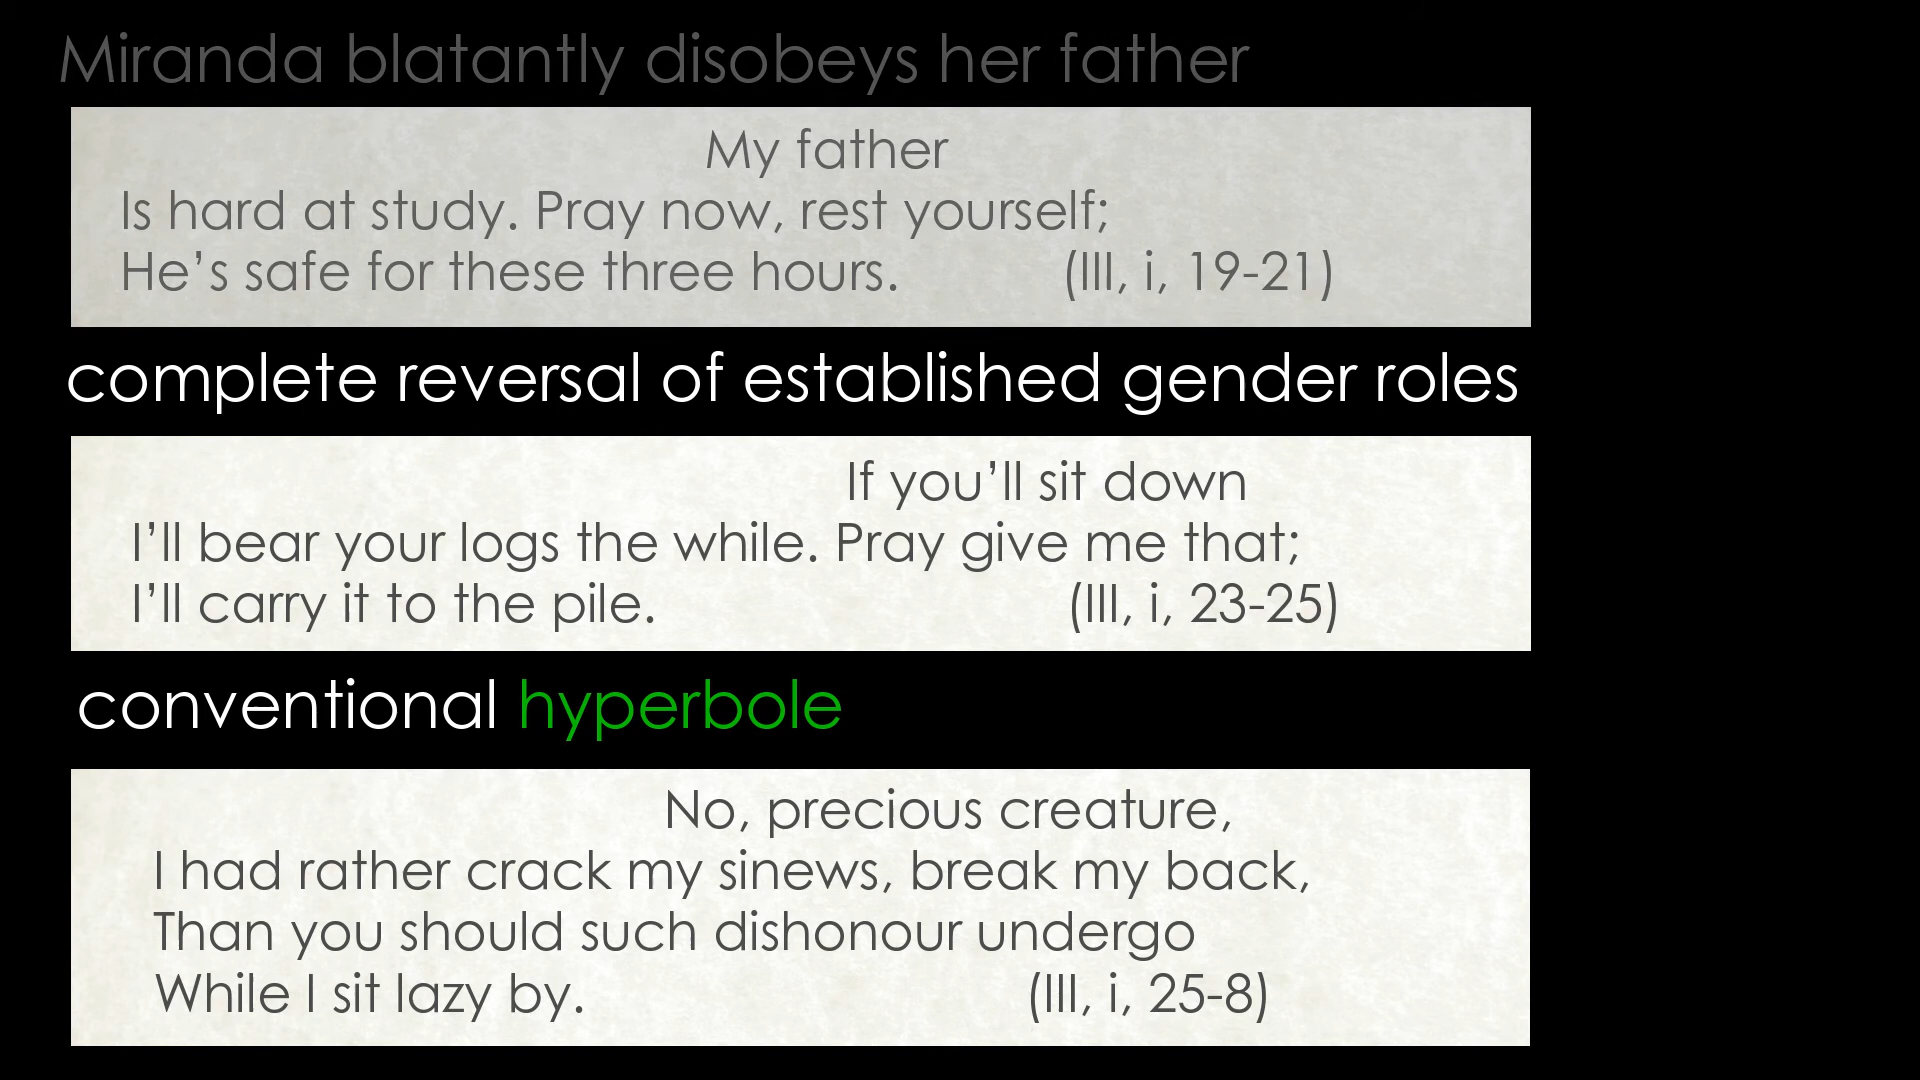 Miranda blatantly disobeys her father
My father
Is hard at study. Pray now, rest yourself;
He’s safe for these three hours. (III, i, 19-21)
complete reversal of established gender roles
If you’ll sit down
I’ll bear your logs the while. Pray give me that;
I’ll carry it to the pile. (III, i, 23-25)
conventional hyperbole
No, precious creature,
I had rather crack my sinews, break my back,
Than you should such dishonour undergo
While I sit lazy by. (III, i, 25-8)